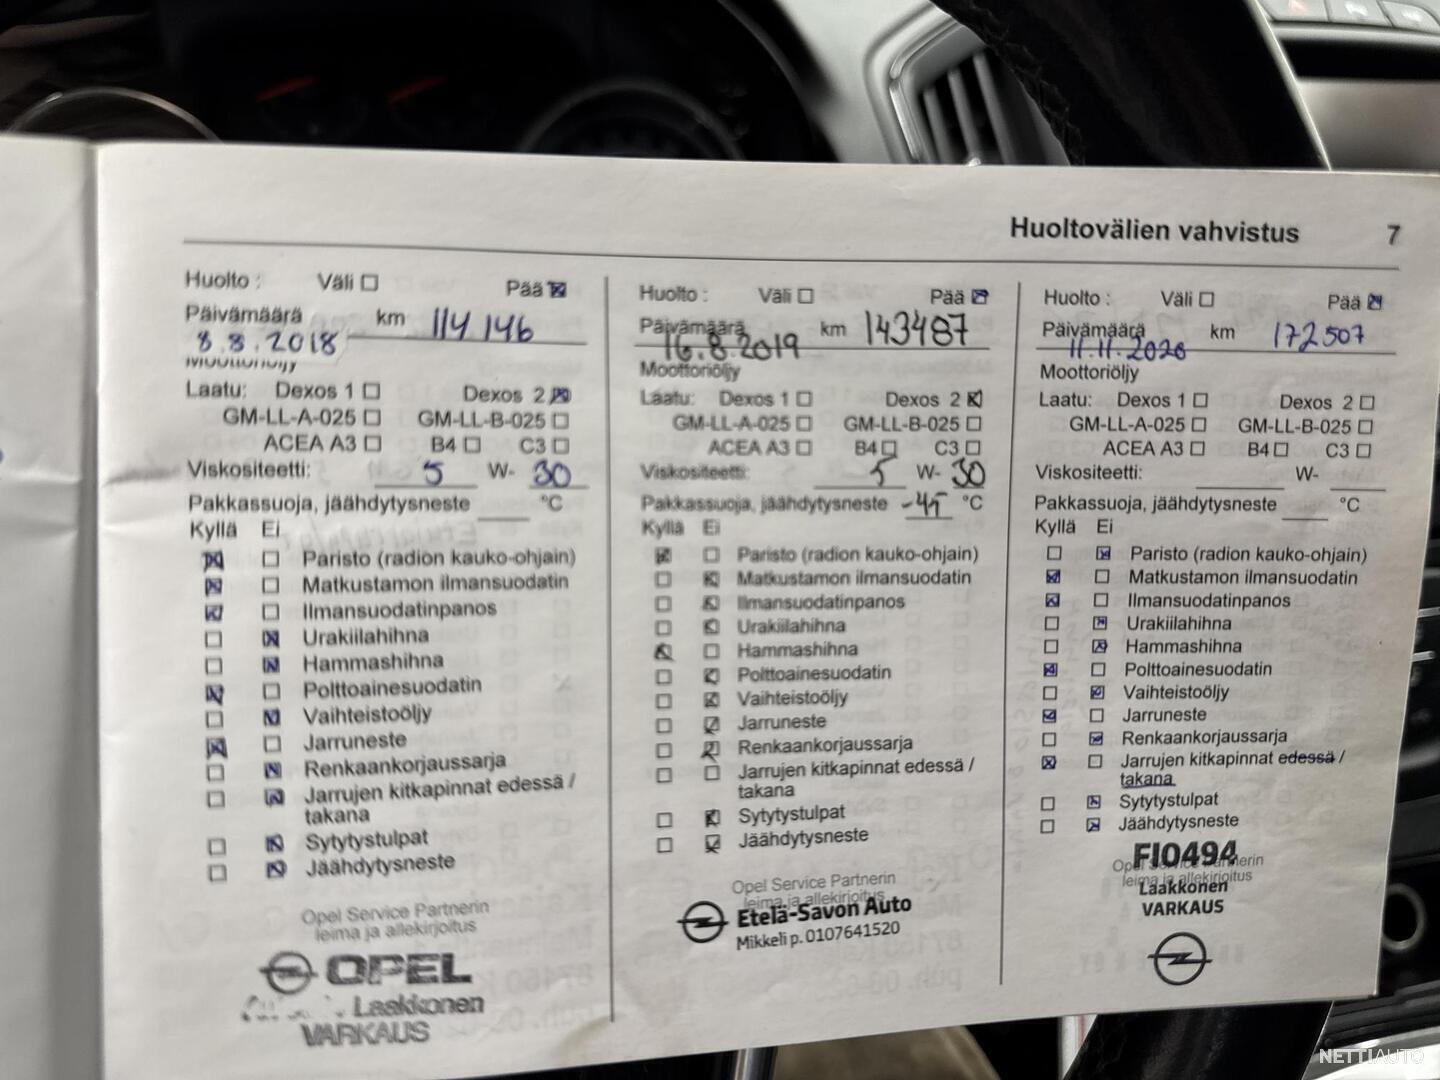 Huoltovälien vahvistus 7
Huolto : Väli Pää
Päivämäärä km 114 146
8.8.2018
Moottoriöljy
Laatu: Dexos 1 Dexos 2
GM-LL-A-025 GM-LL-B-025
ACEA A3 B4 C3
Viskositeetti: 5 W- 30
Pakkassuoja, jäähdytysneste °C
Kyllä Ei
Paristo (radion kauko-ohjain)
Matkustamon ilmansuodatin
Ilmansuodatinpanos
Urakiilahihna
Hammashihna
Polttoainesuodatin
Vaihteistoöljy
Jarruneste
Renkaankorjaussarja
Jarrujen kitkapinnat edessä /
takana
Sytytystulpat
Jäähdytysneste
Opel Service Partnerin
leima ja allekirjoitus
OPEL
Laakkonen
VARKAUS
Huolto : Väli Pää
Päivämäärä km 143487
16.8.2019
Moottoriöljy
Laatu: Dexos 1 Dexos 2
GM-LL-A-025 GM-LL-B-025
ACEA A3 B4 C3
Viskositeetti: 5 W- 30
Pakkassuoja, jäähdytysneste °C
Kyllä Ei
Paristo (radion kauko-ohjain)
Matkustamon ilmansuodatin
Ilmansuodatinpanos
Urakiilahihna
Hammashihna
Polttoainesuodatin
Vaihteistoöljy
Jarruneste
Renkaankorjaussarja
Jarrujen kitkapinnat edessä /
takana
Sytytystulpat
Jäähdytysneste
Opel Service Partnerin
leima ja allekirjoitus
Etelä-Savon Auto
Mikkeli p. 0107641520
Huolto : Väli Pää
Päivämäärä km 172507
11.11.2020
Moottoriöljy
Laatu: Dexos 1 Dexos 2
GM-LL-A-025 GM-LL-B-025
ACEA A3 B4 C3
Viskositeetti: W-
Pakkassuoja, jäähdytysneste °C
Kyllä Ei
Paristo (radion kauko-ohjain)
Matkustamon ilmansuodatin
Ilmansuodatinpanos
Urakiilahihna
Hammashihna
Polttoainesuodatin
Vaihteistoöljy
Jarruneste
Renkaankorjaussarja
Jarrujen kitkapinnat edessä /
takana
Sytytystulpat
Jäähdytysneste
FI0494
Opel Service Partnerin
leima ja allekirjoitus
Laakkonen
VARKAUS
NETTIAUTO